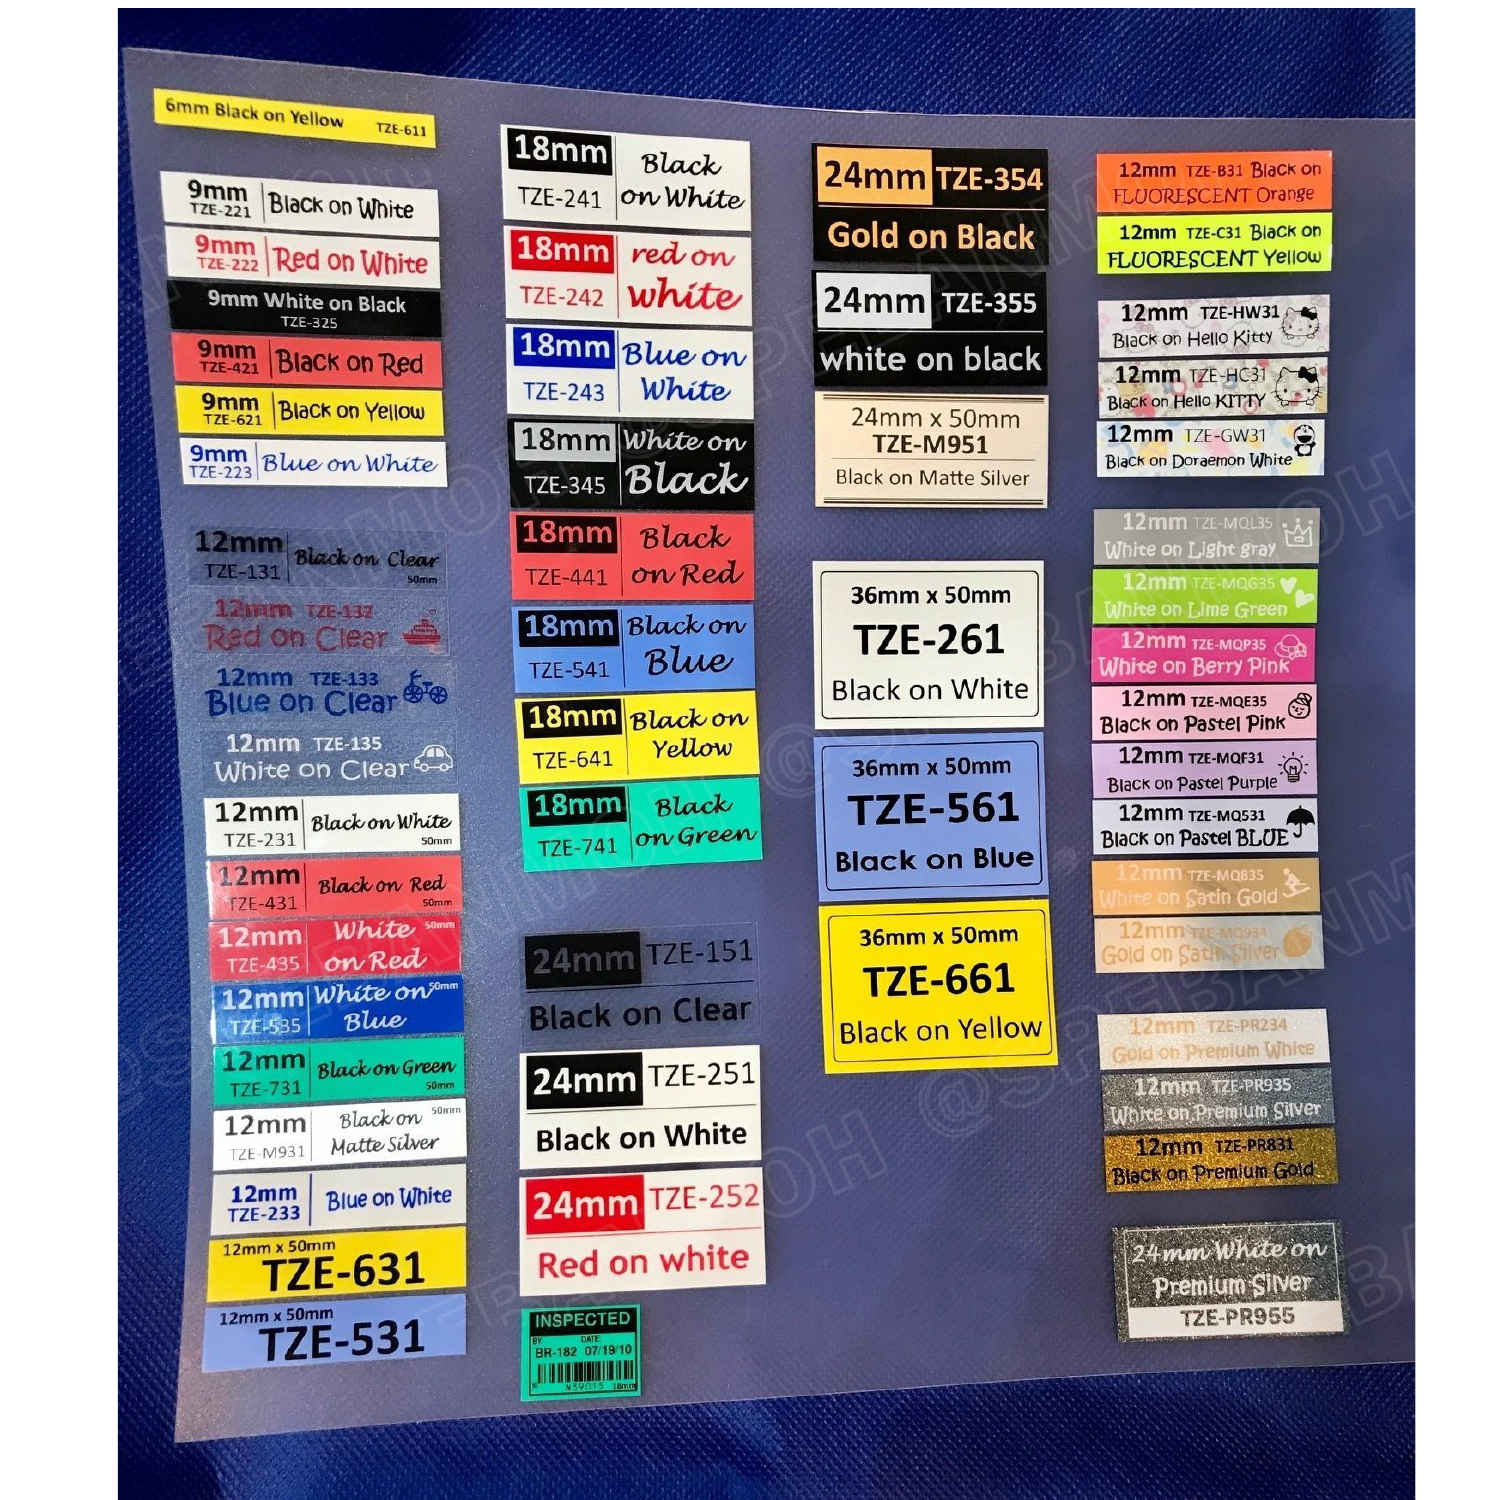 6mm Black on Yellow TZE-611
9mm
TZE-221
Black on White
9mm
TZE-222
Red on White
9mm White on Black
TZE-325
9mm
TZE-421
Black on Red
9mm
TZE-621
Black on Yellow
9mm
TZE-223
Blue on White
12mm
TZE-131
Black on Clear
50mm
12mm TZE-132
Red on Clear
12mm TZE-133
Blue on Clear
12mm TZE-135
White on Clear
12mm
TZE-231
Black on White
50mm
12mm
TZE-431
Black on Red
50mm
12mm
TZE-435
White 50mm
on Red
12mm
TZE-535
White on 50mm
Blue
12mm
TZE-731
Black on Green
50mm
12mm
TZE-M931
Black on 50mm
Matte Silver
12mm
TZE-233
Blue on White
12mm x 50mm
TZE-631
12mm x 50mm
TZE-531
18mm
TZE-241
Black
on White
18mm
TZE-242
red on
white
18mm
TZE-243
Blue on
White
18mm
TZE-345
White on
Black
18mm
TZE-441
Black
on Red
18mm
TZE-541
Black on
Blue
18mm
TZE-641
Black on
Yellow
18mm
TZE-741
Black
on Green
24mm TZE-151
Black on Clear
24mm TZE-251
Black on White
24mm TZE-252
Red on white
INSPECTED
BY: DATE:
BR-182 07/19/10
N39015 18mm
24mm TZE-354
Gold on Black
24mm TZE-355
white on black
24mm x 50mm
TZE-M951
Black on Matte Silver
36mm x 50mm
TZE-261
Black on White
36mm x 50mm
TZE-561
Black on Blue
36mm x 50mm
TZE-661
Black on Yellow
12mm TZE-B31 Black on
FLUORESCENT Orange
12mm TZE-C31 Black on
FLUORESCENT Yellow
12mm TZE-HW31
Black on Hello Kitty
12mm TZE-HC31
Black on Hello KITTY
12mm TZE-GW31
Black on Doraemon White
12mm TZE-MQL35
White on Light gray
12mm TZE-MQG35
White on Lime Green
12mm TZE-MQP35
White on Berry Pink
12mm TZE-MQE35
Black on Pastel Pink
12mm TZE-MQF31
Black on Pastel Purple
12mm TZE-MQ531
Black on Pastel BLUE
12mm TZE-MQ835
White on Satin Gold
12mm TZE-MQ934
Gold on Satin Silver
12mm TZE-PR234
Gold on Premium White
12mm TZE-PR935
White on Premium Silver
12mm TZE-PR831
Black on Premium Gold
24mm White on
Premium Silver
TZE-PR955